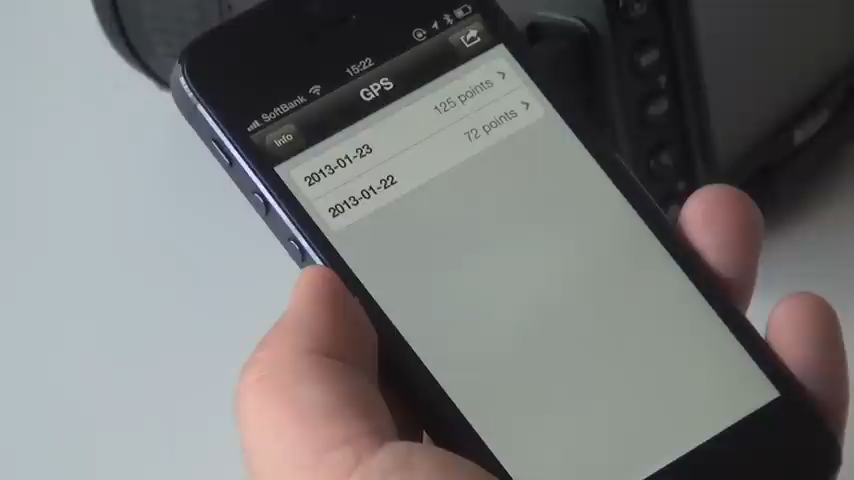 SoftBank 15:22
Info GPS
2013-01-23 125 points
2013-01-22 72 points